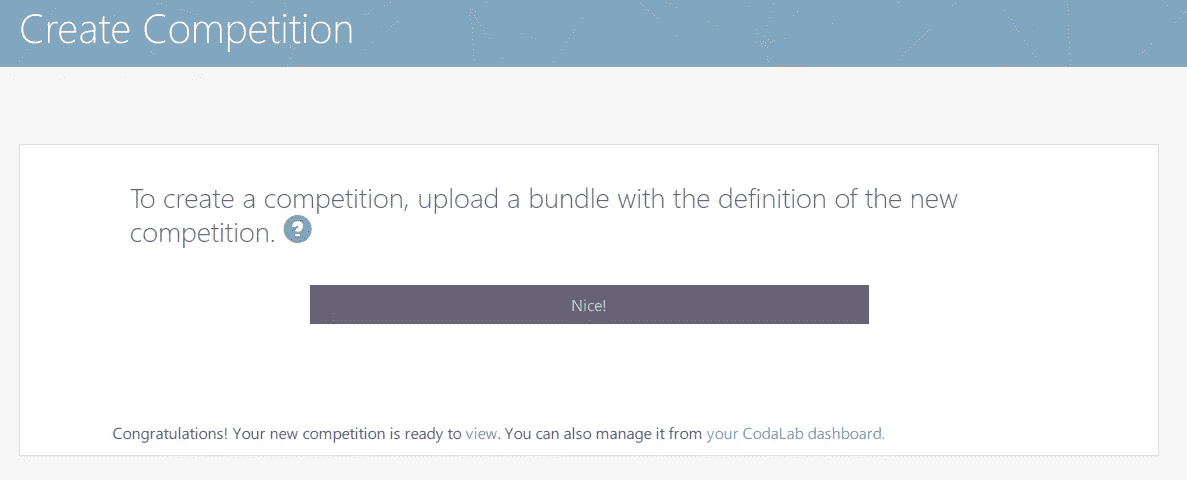 Create Competition
To create a competition, upload a bundle with the definition of the new
competition. ?
Nice!
Congratulations! Your new competition is ready to view. You can also manage it from your CodaLab dashboard.